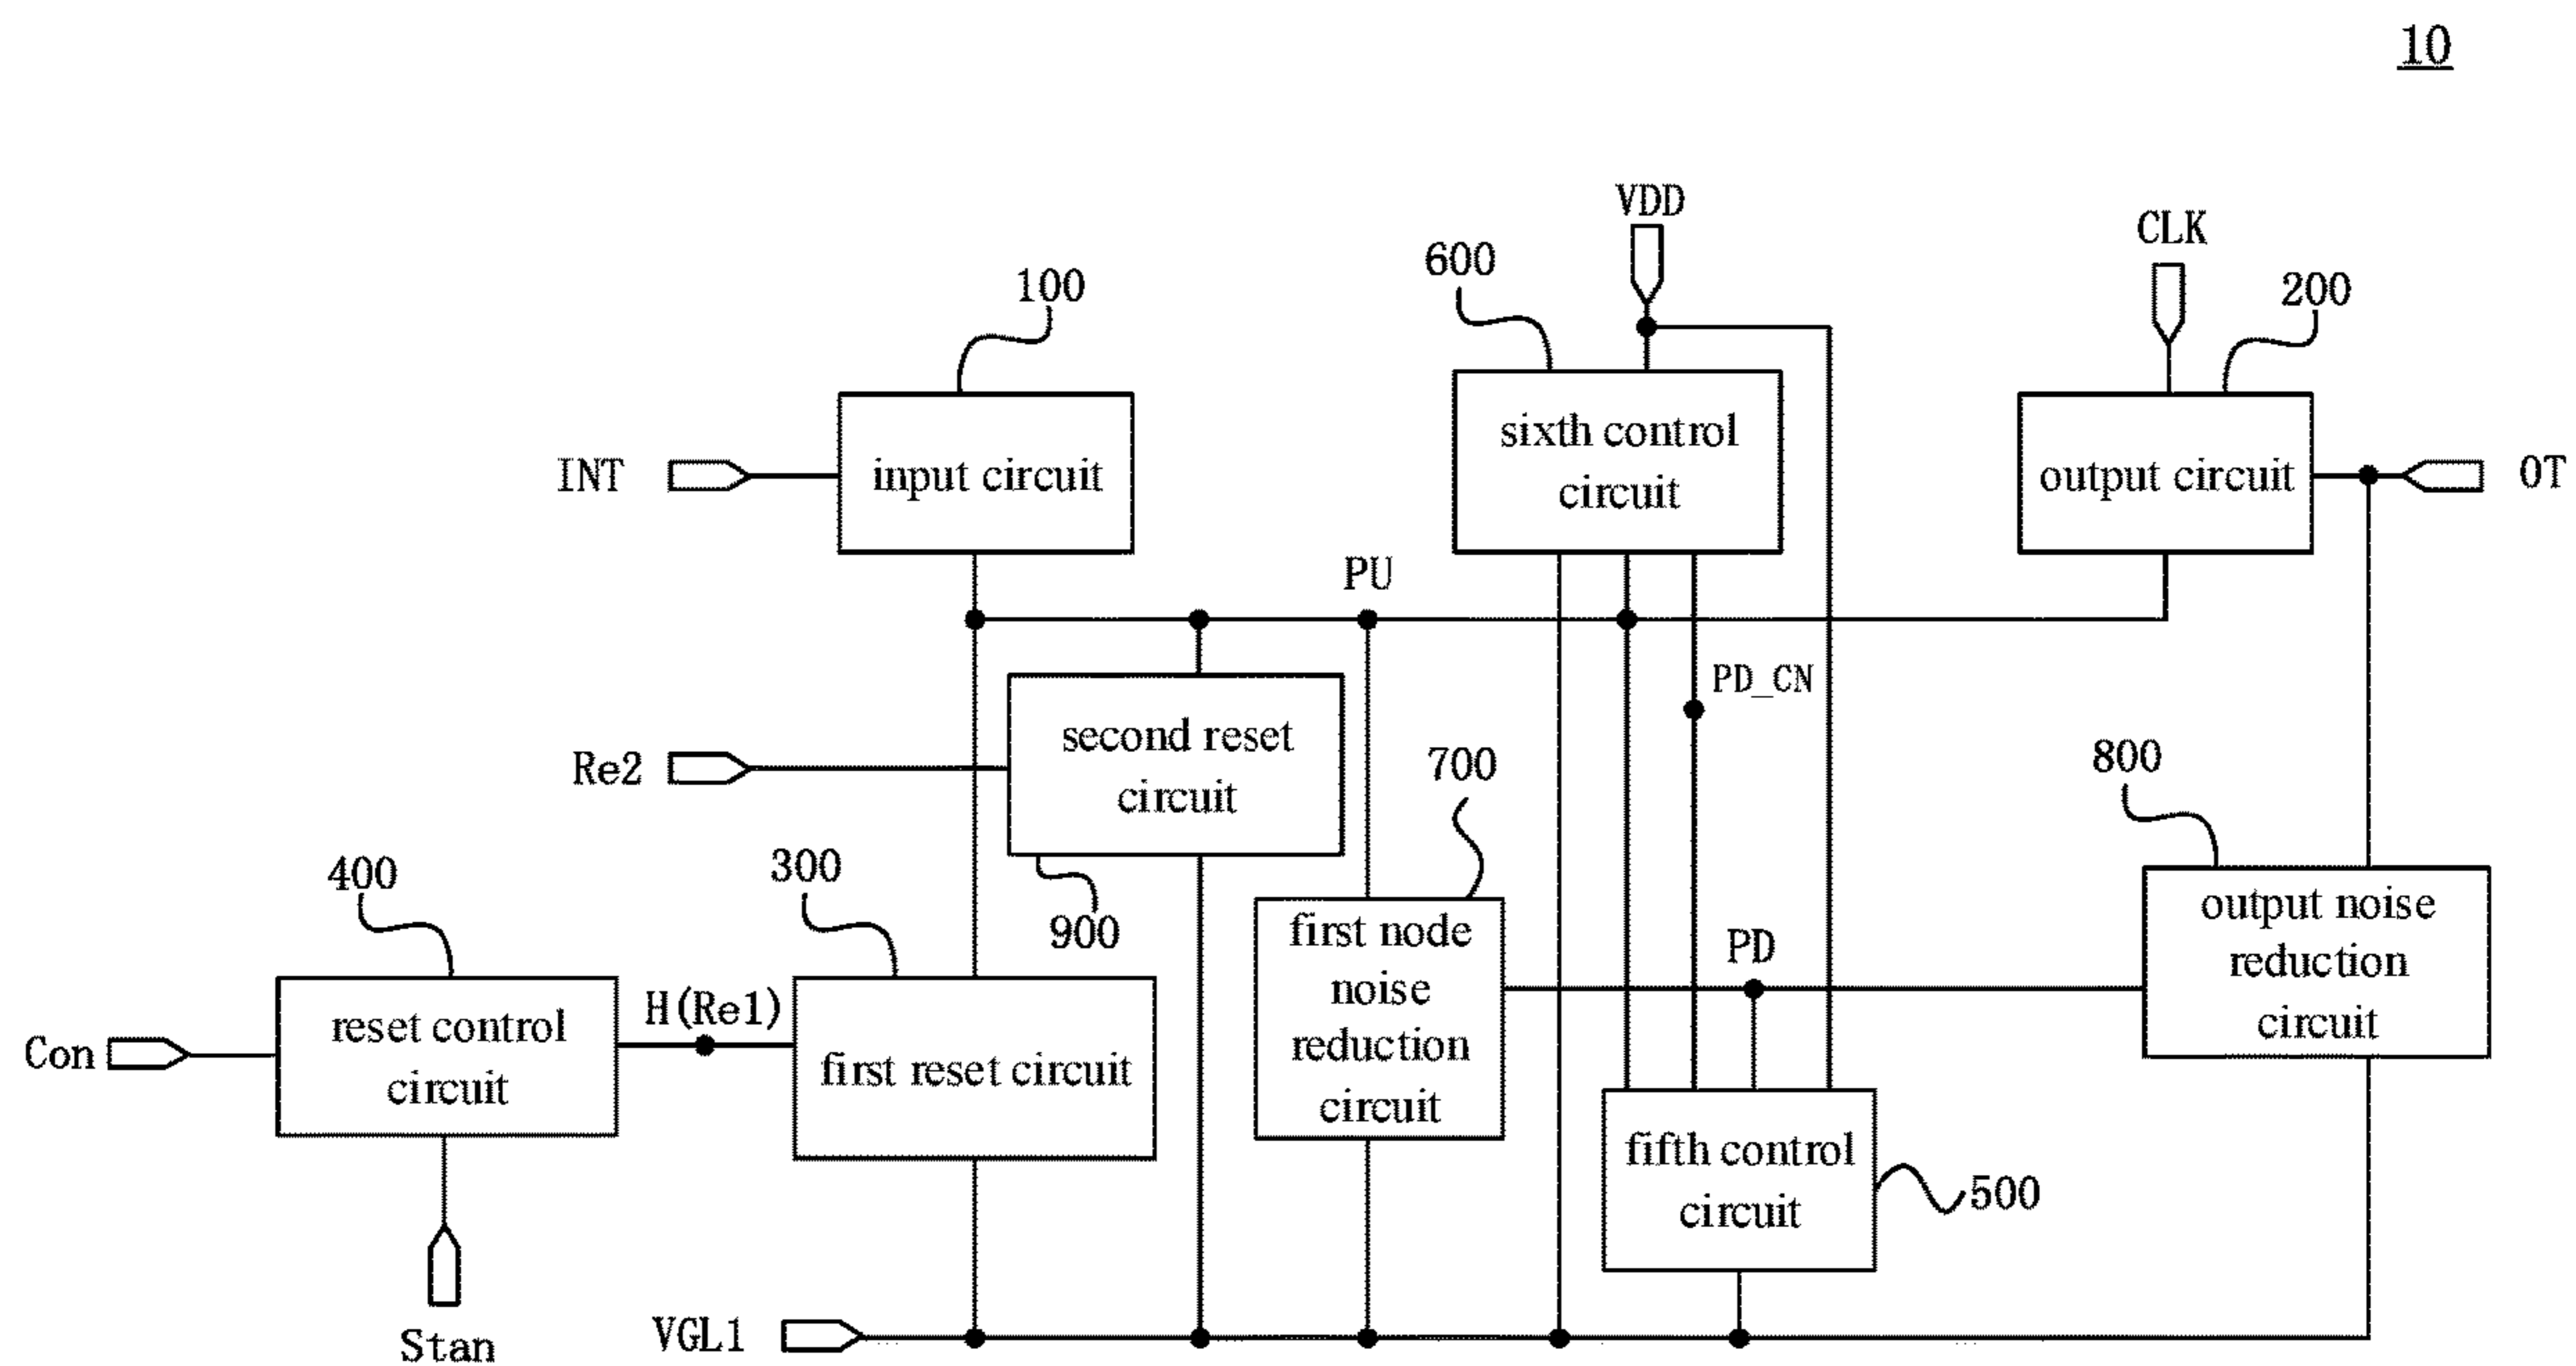 10
VDD
CLK
600
100
200
sixth control
circuit
INT
input circuit
output circuit
OT
PU
PD_CN
second reset
circuit
Re2
700
800
400
300
900
first node
noise
reduction
circuit
PD
output noise
reduction
circuit
H(Re1)
reset control
circuit
Con
first reset circuit
fifth control
circuit
500
Stan
VGL1